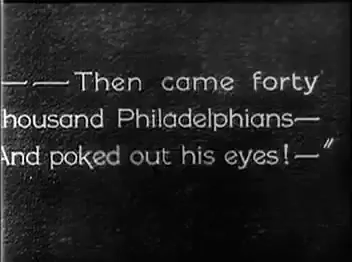 ——Then came forty
housand Philadelphians—
And poked out his eyes!—"